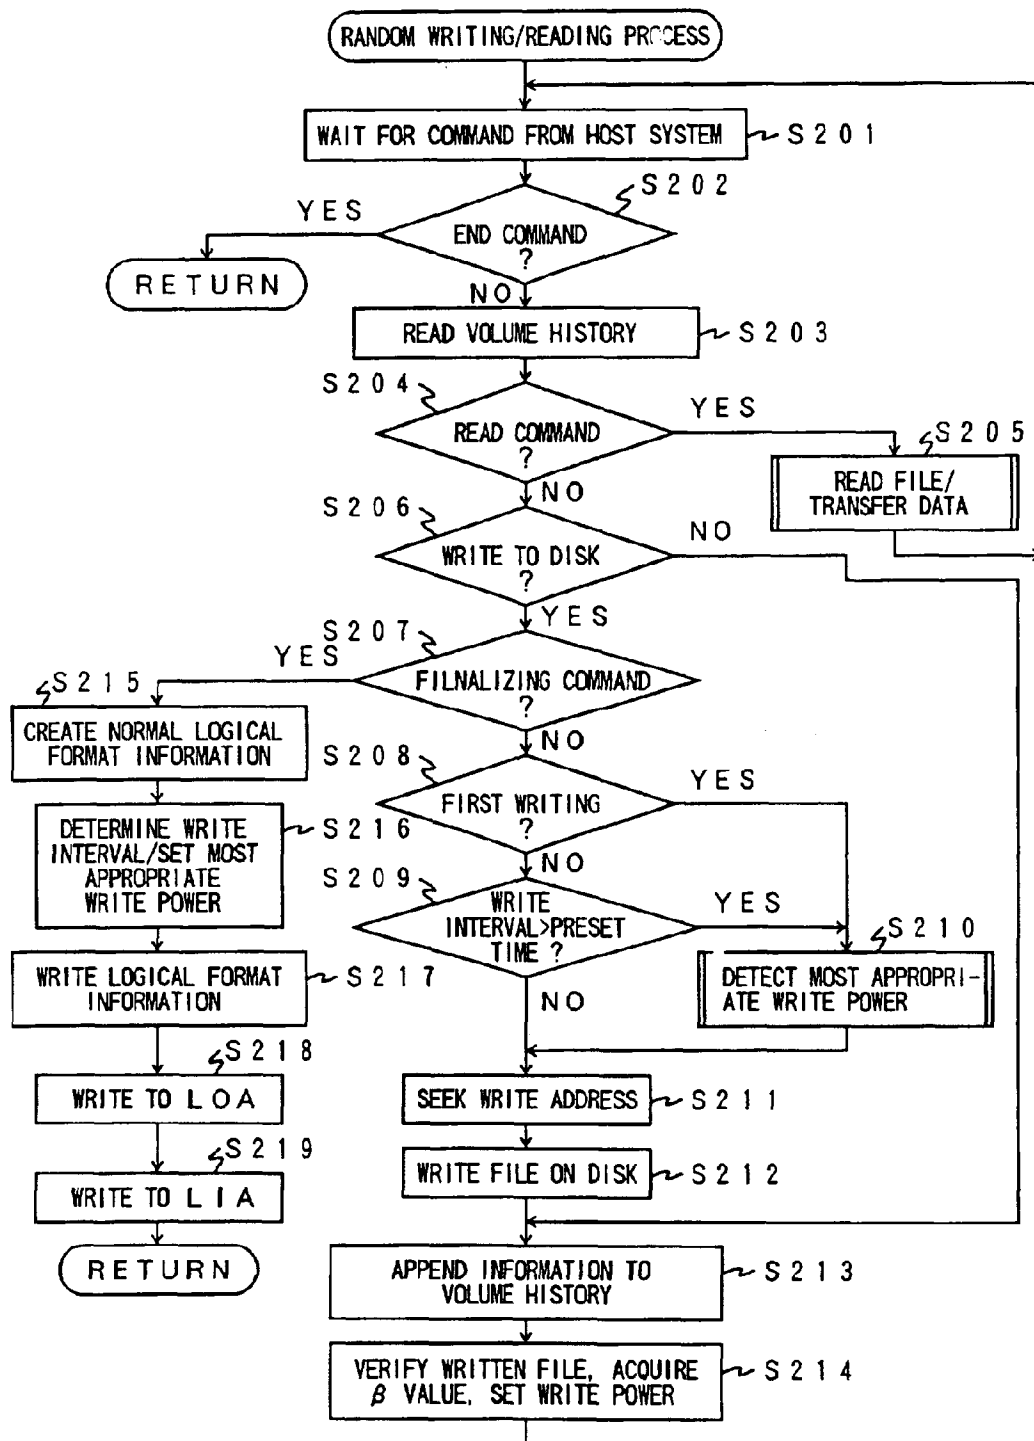 RANDOM WRITING/READING PROCESS
WAIT FOR COMMAND FROM HOST SYSTEM
S201
S202
YES
END COMMAND
?
RETURN
NO
READ VOLUME HISTORY
S203
S204
YES
READ COMMAND
?
S205
READ FILE/
TRANSFER DATA
NO
S206
NO
WRITE TO DISK
?
YES
S207
YES
FILNALIZING COMMAND
?
S215
CREATE NORMAL LOGICAL
FORMAT INFORMATION
NO
S208
YES
FIRST WRITING
?
DETERMINE WRITE
INTERVAL/SET MOST
APPROPRIATE
WRITE POWER
S216
NO
S209
WRITE
INTERVAL>PRESET
TIME ?
YES
S210
DETECT MOST APPROPRI-
ATE WRITE POWER
WRITE LOGICAL FORMAT
INFORMATION
S217
NO
S218
WRITE TO LOA
SEEK WRITE ADDRESS
S211
S219
WRITE TO LIA
WRITE FILE ON DISK
S212
RETURN
APPEND INFORMATION TO
VOLUME HISTORY
S213
VERIFY WRITTEN FILE, ACQUIRE
β VALUE, SET WRITE POWER
S214